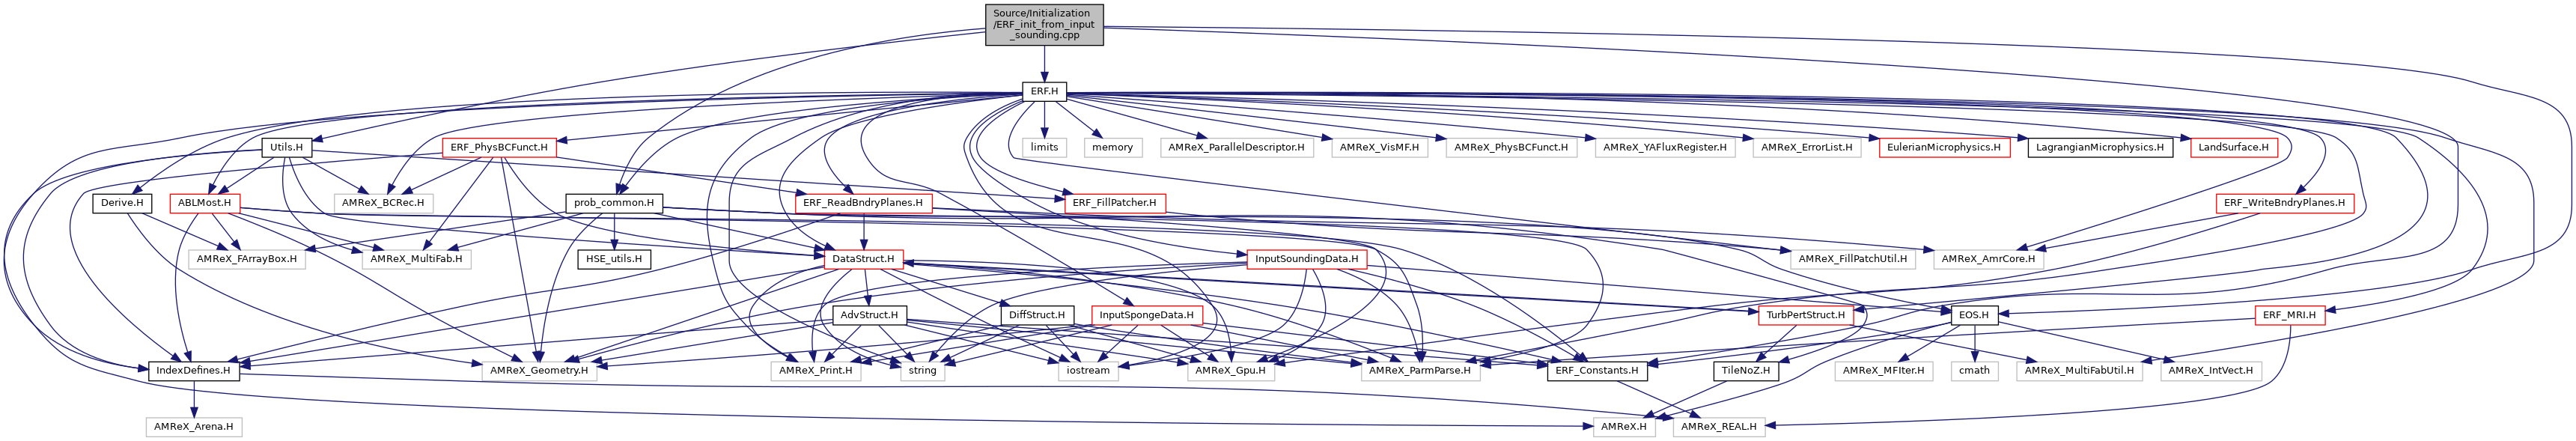 Source/Initialization
/ERF_init_from_input
_sounding.cpp
ERF.H
Utils.H
ERF_PhysBCFunct.H
limits
memory
AMReX_ParallelDescriptor.H
AMReX_VisMF.H
AMReX_PhysBCFunct.H
AMReX_YAFluxRegister.H
AMReX_ErrorList.H
EulerianMicrophysics.H
LagrangianMicrophysics.H
LandSurface.H
Derive.H
ABLMost.H
AMReX_BCRec.H
prob_common.H
ERF_ReadBndryPlanes.H
ERF_FillPatcher.H
ERF_WriteBndryPlanes.H
AMReX_FArrayBox.H
AMReX_MultiFab.H
HSE_utils.H
DataStruct.H
InputSoundingData.H
AMReX_FillPatchUtil.H
AMReX_AmrCore.H
AdvStruct.H
DiffStruct.H
InputSpongeData.H
TurbPertStruct.H
EOS.H
ERF_MRI.H
IndexDefines.H
AMReX_Geometry.H
AMReX_Print.H
string
iostream
AMReX_Gpu.H
AMReX_ParmParse.H
ERF_Constants.H
TileNoZ.H
AMReX_MFIter.H
cmath
AMReX_MultiFabUtil.H
AMReX_IntVect.H
AMReX_Arena.H
AMReX.H
AMReX_REAL.H